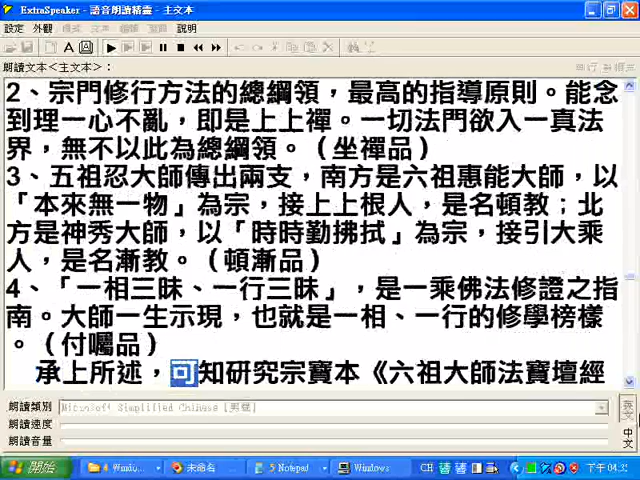 ExtraSpeaker - 語音朗讀精靈 - 主文本
設定 外觀 說明
朗讀文本<主文本>：
2、宗門修行方法的總綱領，最高的指導原則。能念
到理一心不亂，即是上上禪。一切法門欲入一真法
界，無不以此為總綱領。（坐禪品）
3、五祖忍大師傳出兩支，南方是六祖惠能大師，以
「本來無一物」為宗，接上上根人，是名頓教；北
方是神秀大師，以「時時勤拂拭」為宗，接引大乘
人，是名漸教。（頓漸品）
4、「一相三昧、一行三昧」，是一乘佛法修證之指
南。大師一生示現，也就是一相、一行的修學榜樣
。（付囑品）
承上所述，可知研究宗寶本《六祖大師法寶壇經
朗讀類別 Microsoft Simplified Chinese [男聲]
英文
朗讀速度
中文
朗讀音量
開始 4 Windo... 未命名 5 Notepad Windows CH 下午 04:3